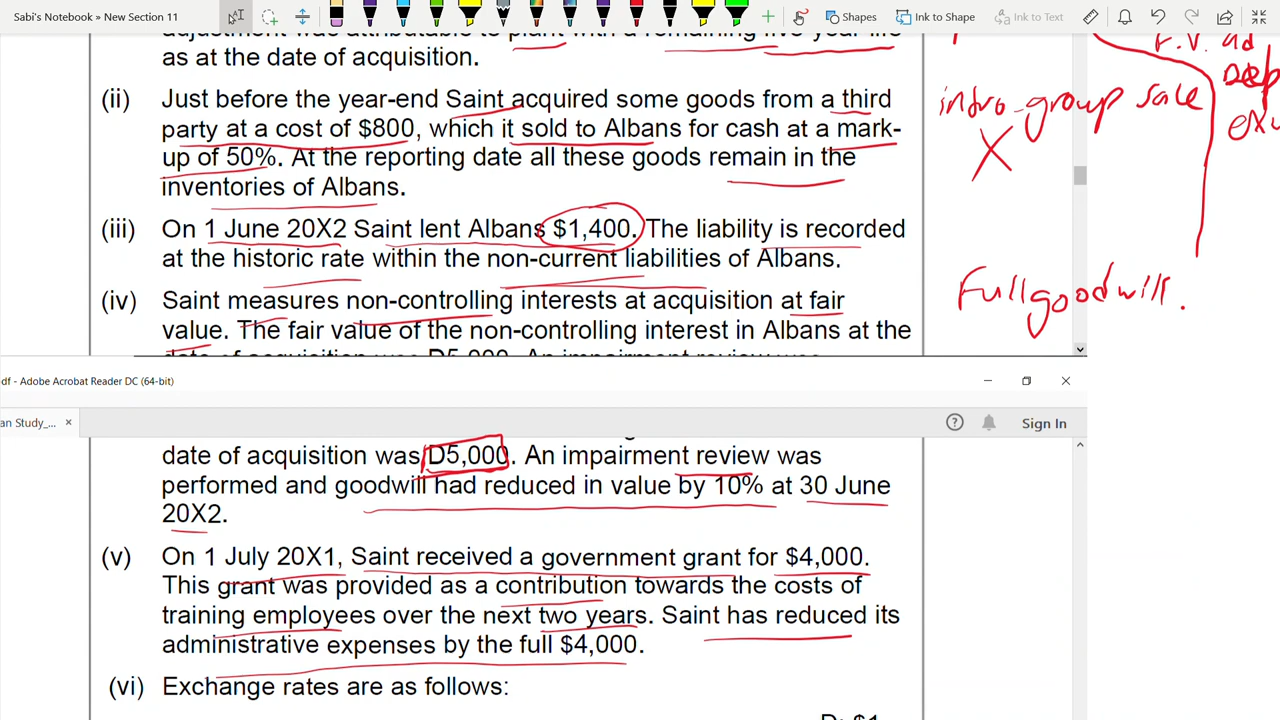 Sabi's Notebook » New Section 11
Shapes
Ink to Shape
Ink to Text
as at the date of acquisition.
(ii) Just before the year-end Saint acquired some goods from a third
party at a cost of $800, which it sold to Albans for cash at a mark-
up of 50%. At the reporting date all these goods remain in the
inventories of Albans.
(iii) On 1 June 20X2 Saint lent Albans $1,400. The liability is recorded
at the historic rate within the non-current liabilities of Albans.
(iv) Saint measures non-controlling interests at acquisition at fair
value. The fair value of the non-controlling interest in Albans at the
F.V. ad
Dep
intra-group sale
X
Full goodwill.
df - Adobe Acrobat Reader DC (64-bit)
an Study_...
Sign In
date of acquisition was D5,000. An impairment review was
performed and goodwill had reduced in value by 10% at 30 June
20X2.
(v) On 1 July 20X1, Saint received a government grant for $4,000.
This grant was provided as a contribution towards the costs of
training employees over the next two years. Saint has reduced its
administrative expenses by the full $4,000.
(vi) Exchange rates are as follows: